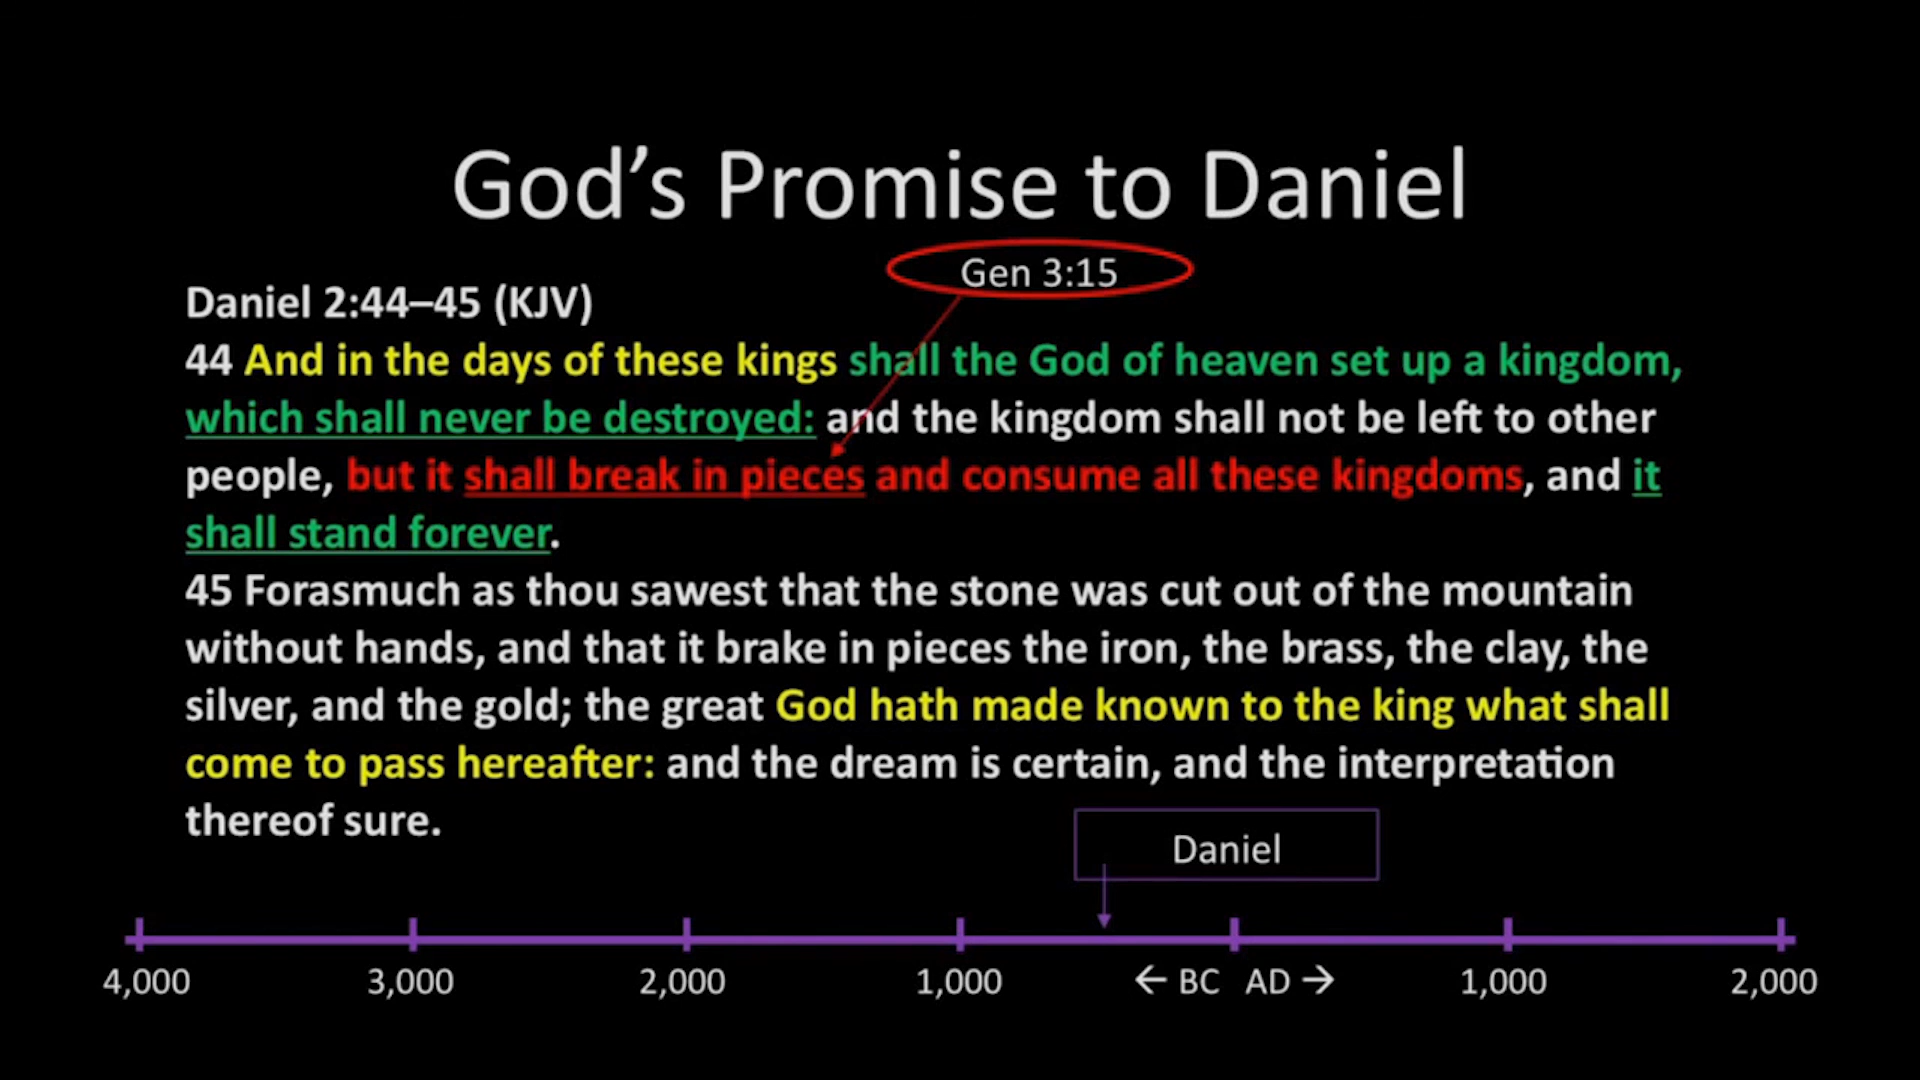 God’s Promise to Daniel
Gen 3:15
Daniel 2:44–45 (KJV)
44 And in the days of these kings shall the God of heaven set up a kingdom,
which shall never be destroyed: and the kingdom shall not be left to other
people, but it shall break in pieces and consume all these kingdoms, and it
shall stand forever.
45 Forasmuch as thou sawest that the stone was cut out of the mountain
without hands, and that it brake in pieces the iron, the brass, the clay, the
silver, and the gold; the great God hath made known to the king what shall
come to pass hereafter: and the dream is certain, and the interpretation
thereof sure.
Daniel
4,000 3,000 2,000 1,000 ← BC AD → 1,000 2,000